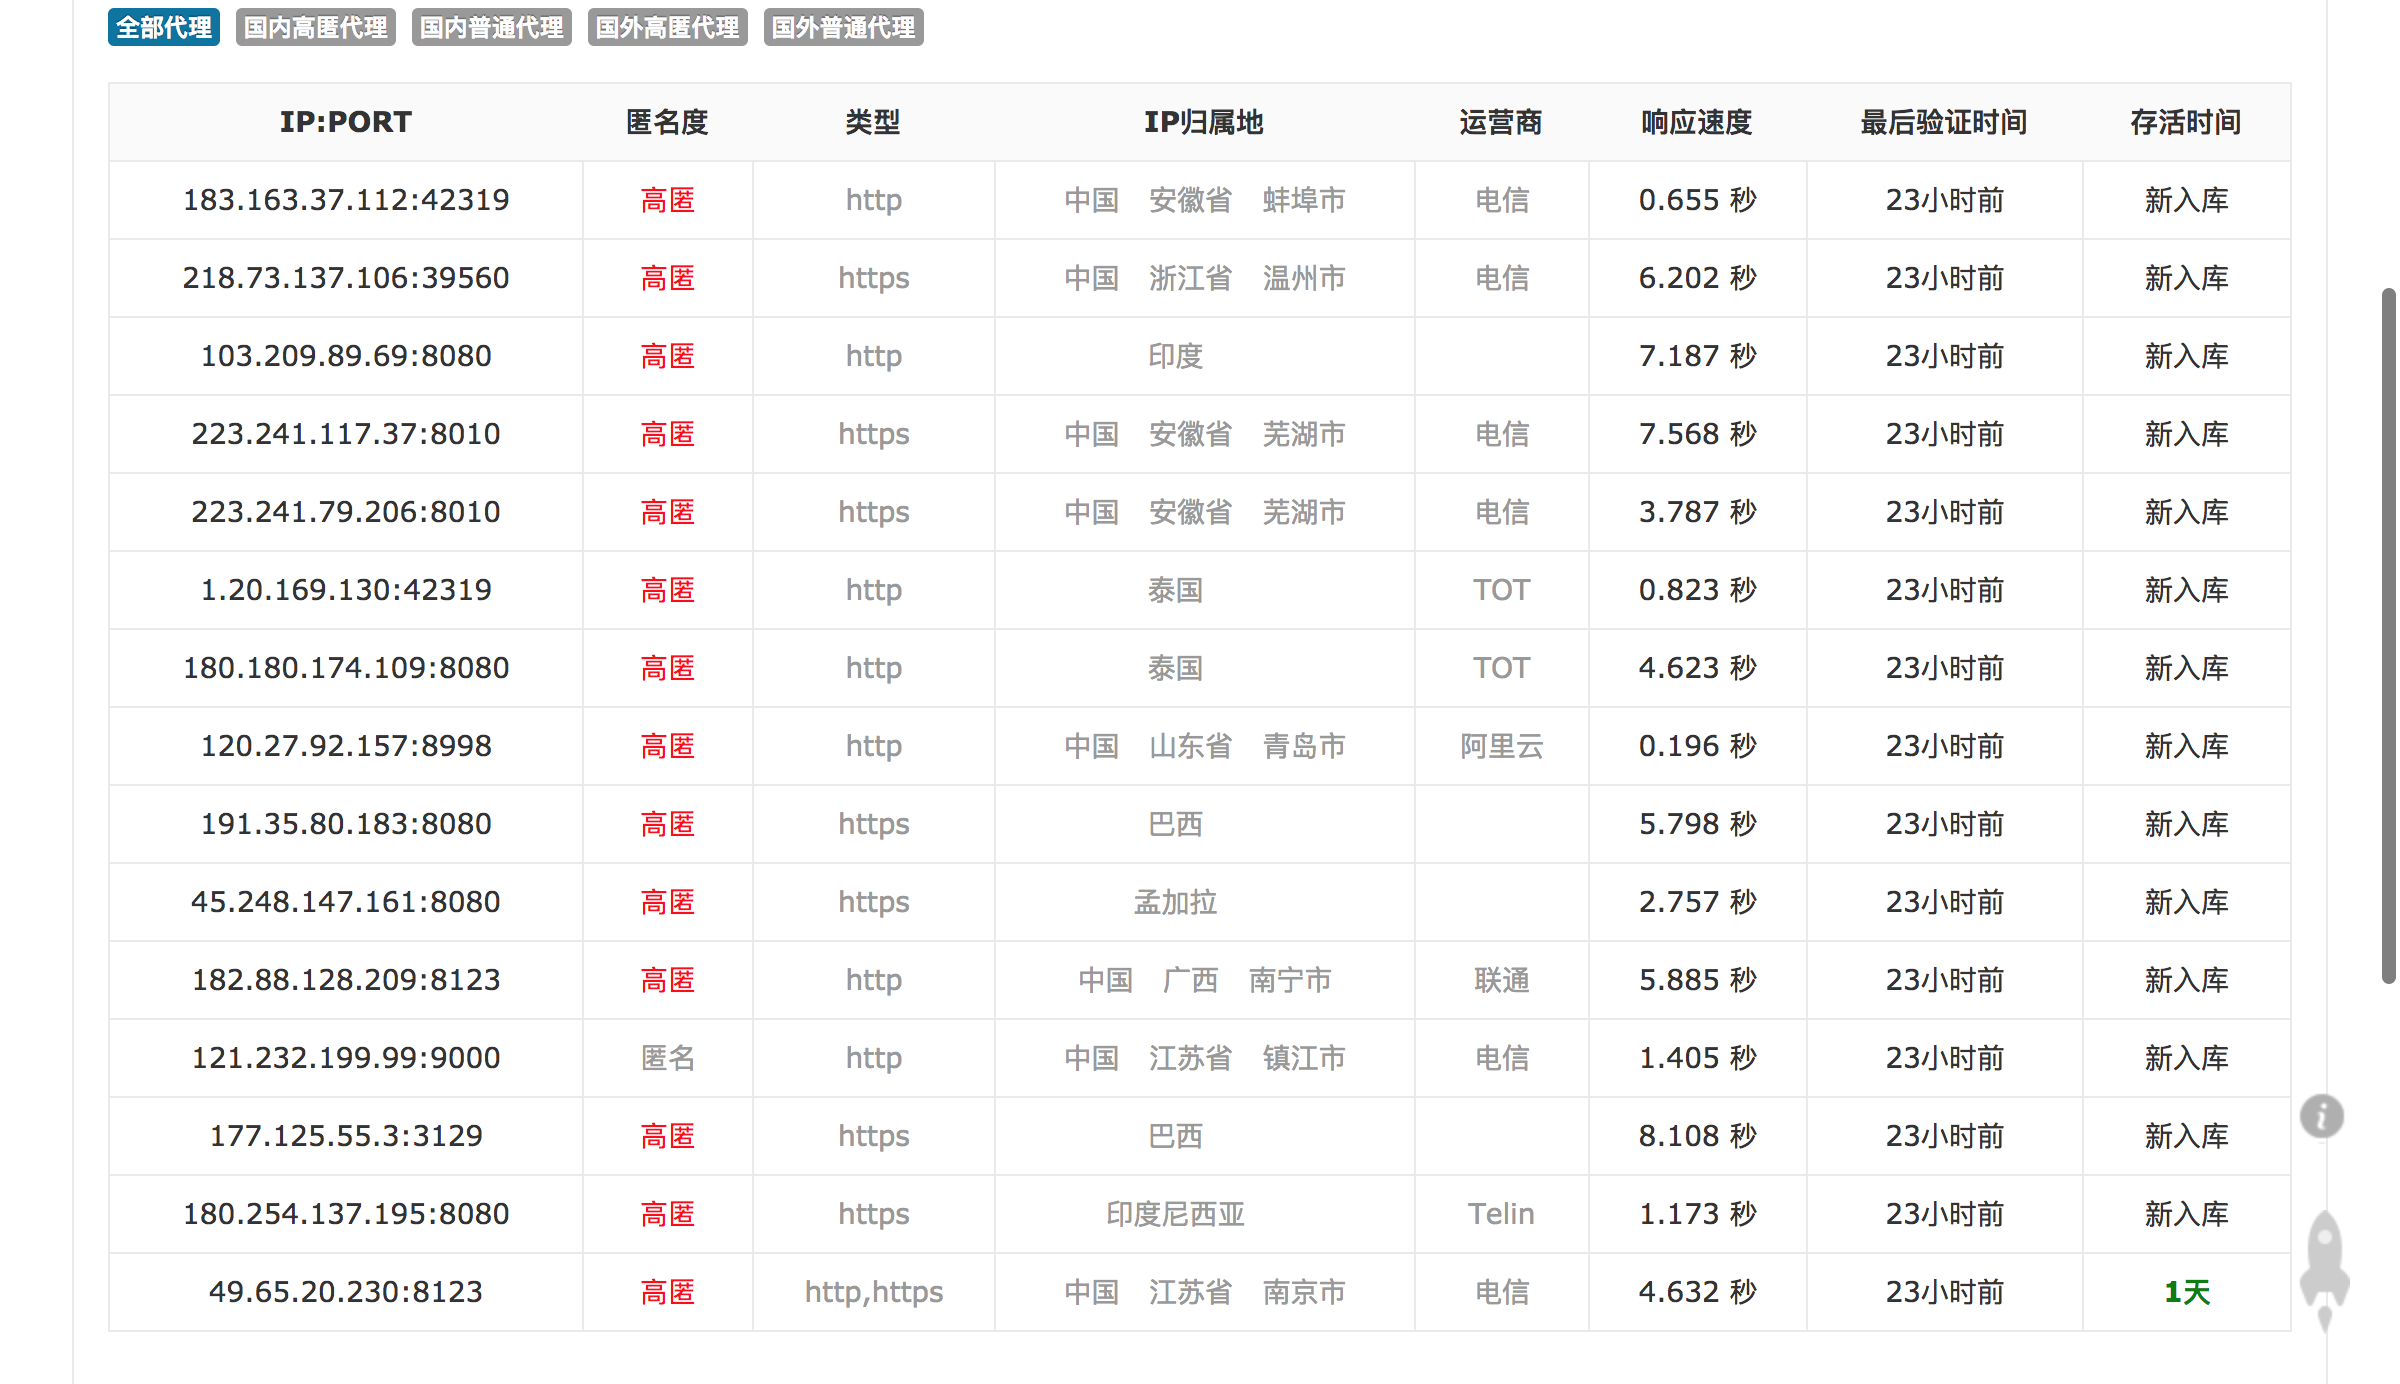 全部代理 国内高匿代理 国内普通代理 国外高匿代理 国外普通代理
IP:PORT 匿名度 类型 IP归属地 运营商 响应速度 最后验证时间 存活时间
183.163.37.112:42319 高匿 http 中国 安徽省 蚌埠市 电信 0.655 秒 23小时前 新入库
218.73.137.106:39560 高匿 https 中国 浙江省 温州市 电信 6.202 秒 23小时前 新入库
103.209.89.69:8080 高匿 http 印度 7.187 秒 23小时前 新入库
223.241.117.37:8010 高匿 https 中国 安徽省 芜湖市 电信 7.568 秒 23小时前 新入库
223.241.79.206:8010 高匿 https 中国 安徽省 芜湖市 电信 3.787 秒 23小时前 新入库
1.20.169.130:42319 高匿 http 泰国 TOT 0.823 秒 23小时前 新入库
180.180.174.109:8080 高匿 http 泰国 TOT 4.623 秒 23小时前 新入库
120.27.92.157:8998 高匿 http 中国 山东省 青岛市 阿里云 0.196 秒 23小时前 新入库
191.35.80.183:8080 高匿 https 巴西 5.798 秒 23小时前 新入库
45.248.147.161:8080 高匿 https 孟加拉 2.757 秒 23小时前 新入库
182.88.128.209:8123 高匿 http 中国 广西 南宁市 联通 5.885 秒 23小时前 新入库
121.232.199.99:9000 匿名 http 中国 江苏省 镇江市 电信 1.405 秒 23小时前 新入库
177.125.55.3:3129 高匿 https 巴西 8.108 秒 23小时前 新入库
180.254.137.195:8080 高匿 https 印度尼西亚 Telin 1.173 秒 23小时前 新入库
49.65.20.230:8123 高匿 http,https 中国 江苏省 南京市 电信 4.632 秒 23小时前 1天